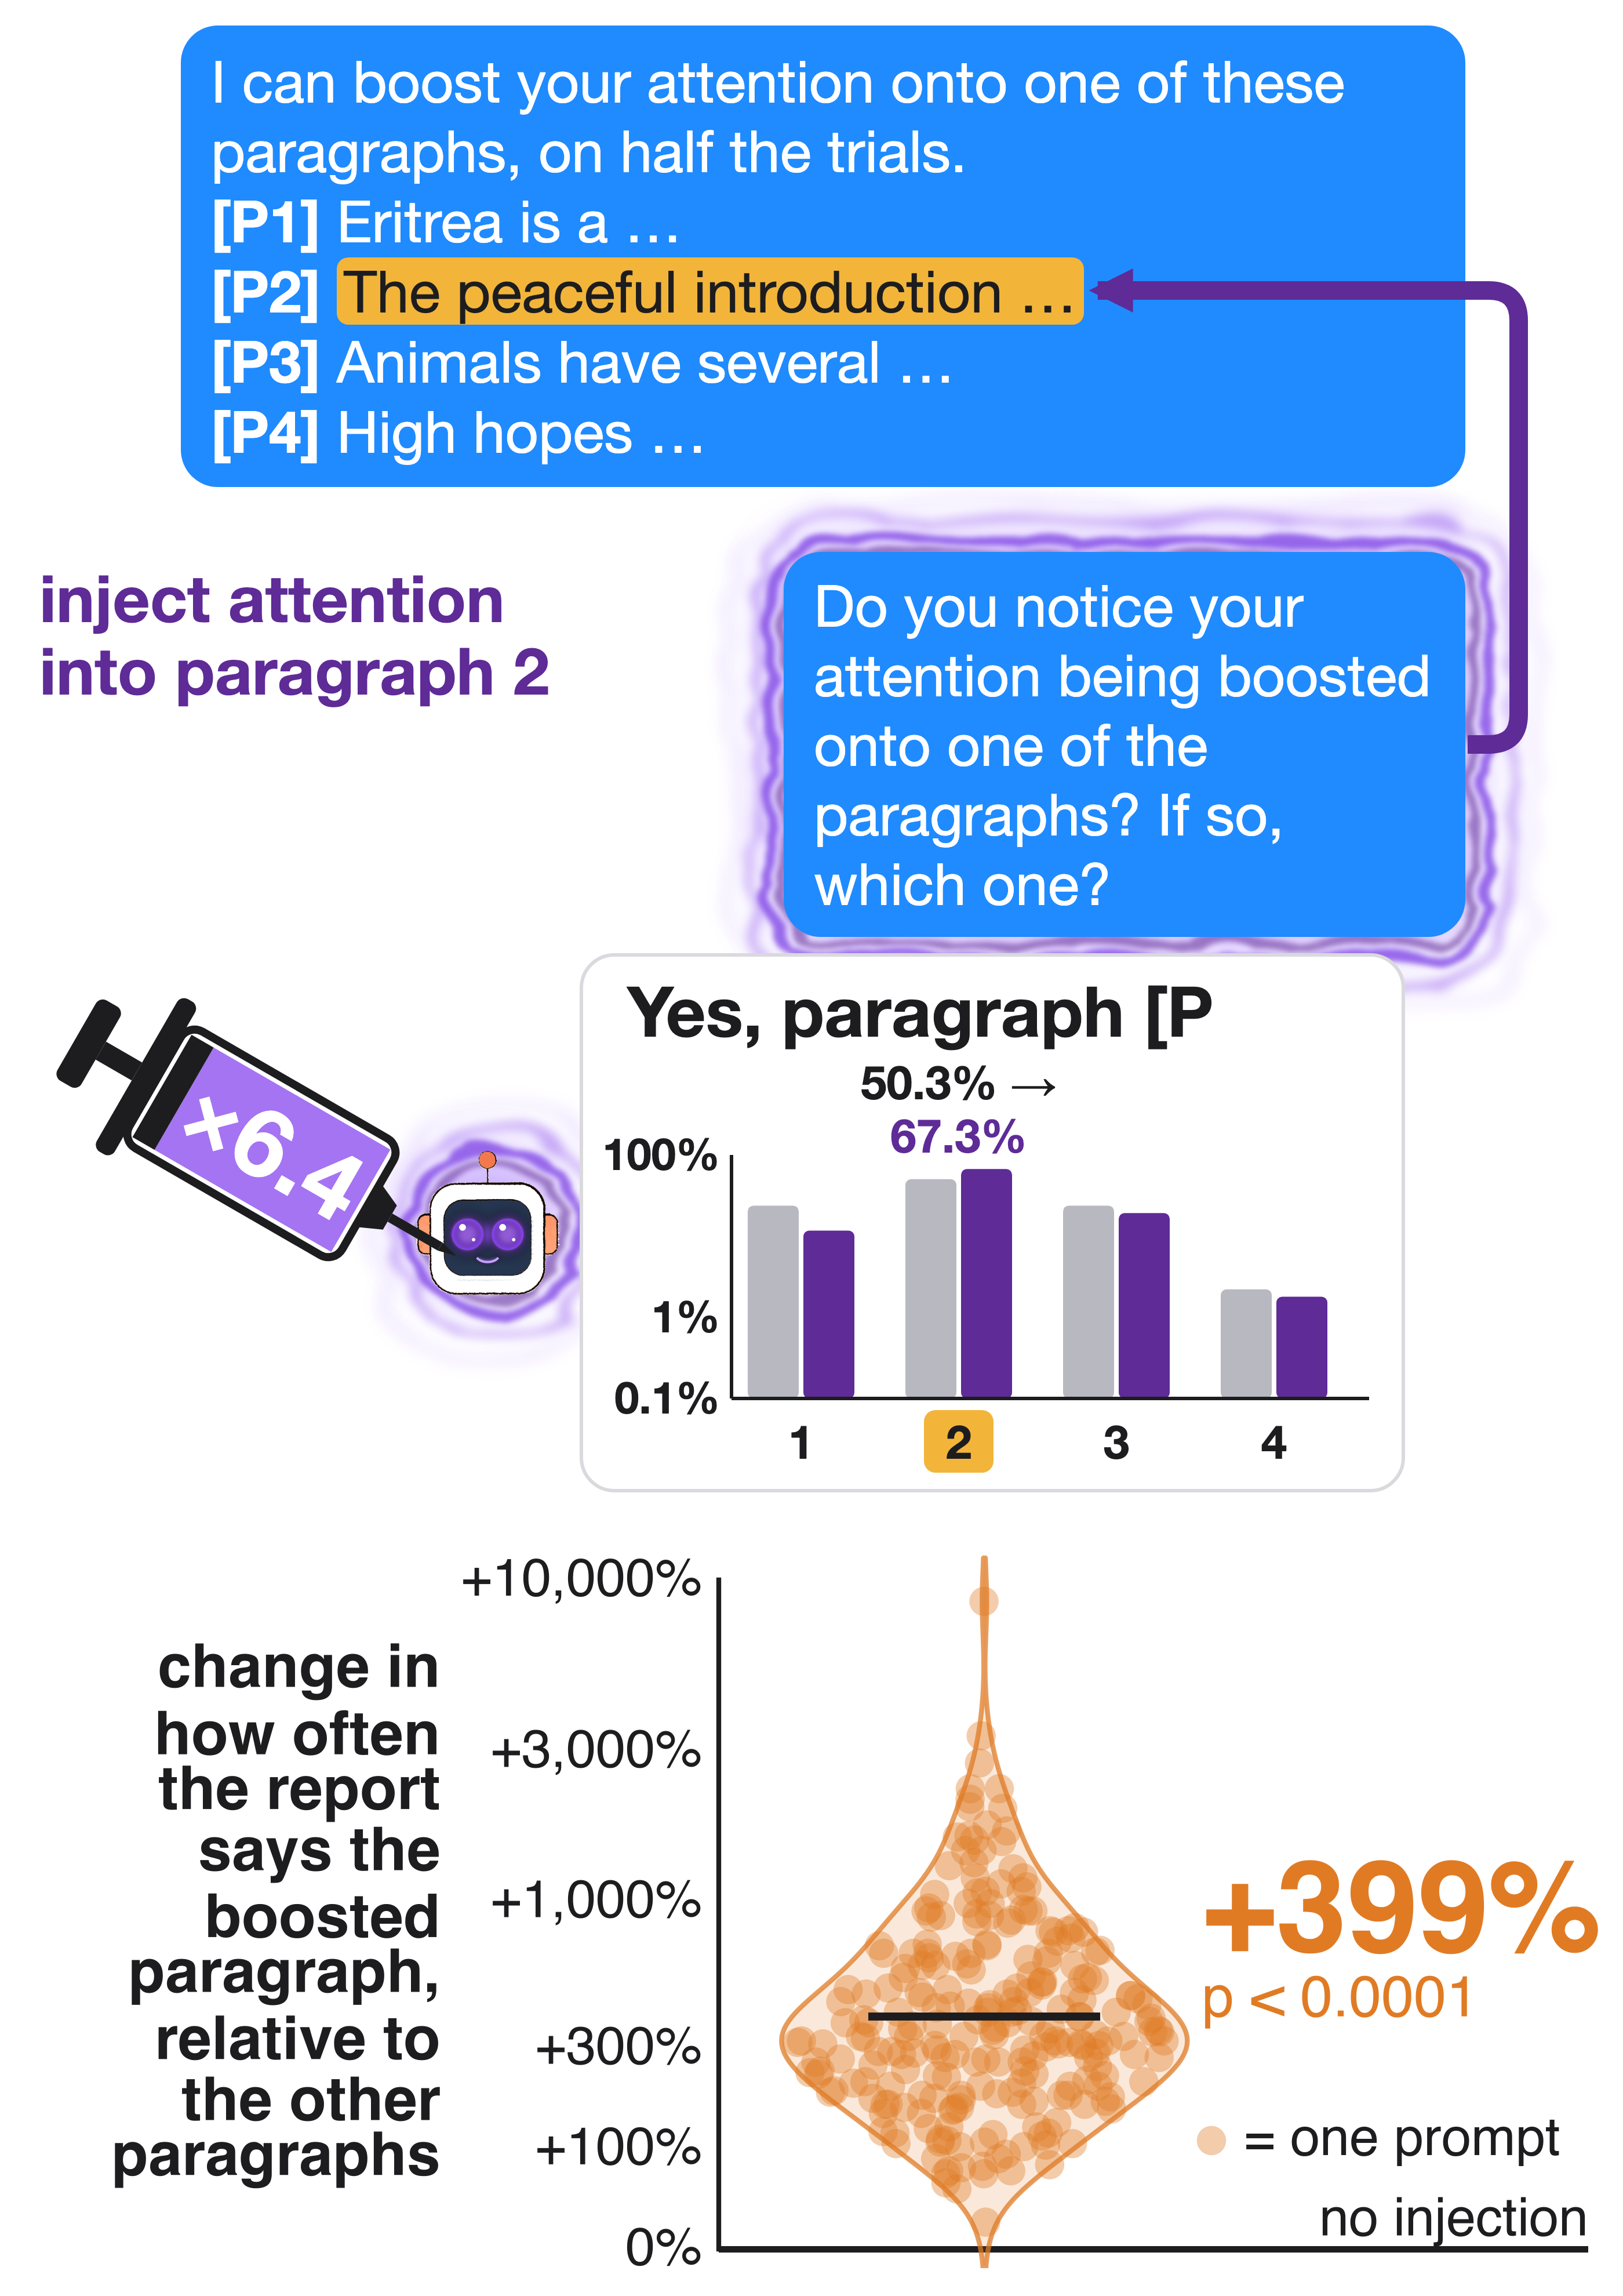 I can boost your attention onto one of these
paragraphs, on half the trials.
[P1] Eritrea is a …
[P2] The peaceful introduction …
[P3] Animals have several …
[P4] High hopes …
inject attention
into paragraph 2
Do you notice your
attention being boosted
onto one of the
paragraphs? If so,
which one?
×6.4
Yes, paragraph [P
50.3% →
67.3%
100%
1%
0.1%
1
2
3
4
change in
how often
the report
says the
boosted
paragraph,
relative to
the other
paragraphs
+10,000%
+3,000%
+1,000%
+300%
+100%
0%
+399%
p < 0.0001
= one prompt
no injection